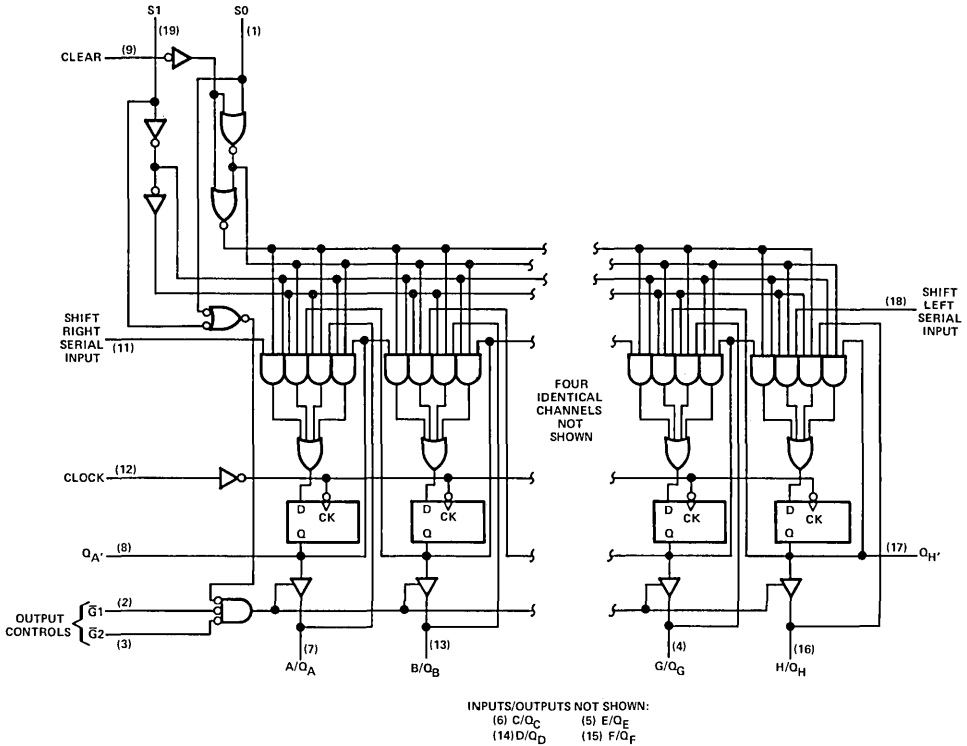 S1
S0
(19)
(1)
CLEAR
(9)
SHIFT
RIGHT
SERIAL
INPUT
(11)
(18)
SHIFT
LEFT
SERIAL
INPUT
FOUR
IDENTICAL
CHANNELS
NOT
SHOWN
CLOCK
(12)
D
CK
Q
D
CK
Q
D
CK
Q
D
CK
Q
QA'
(8)
(17)
QH'
OUTPUT
CONTROLS
G̅1
(2)
G̅2
(3)
(7)
A/QA
(13)
B/QB
(4)
G/QG
(16)
H/QH
INPUTS/OUTPUTS NOT SHOWN:
(6) C/QC (5) E/QE
(14) D/QD (15) F/QF